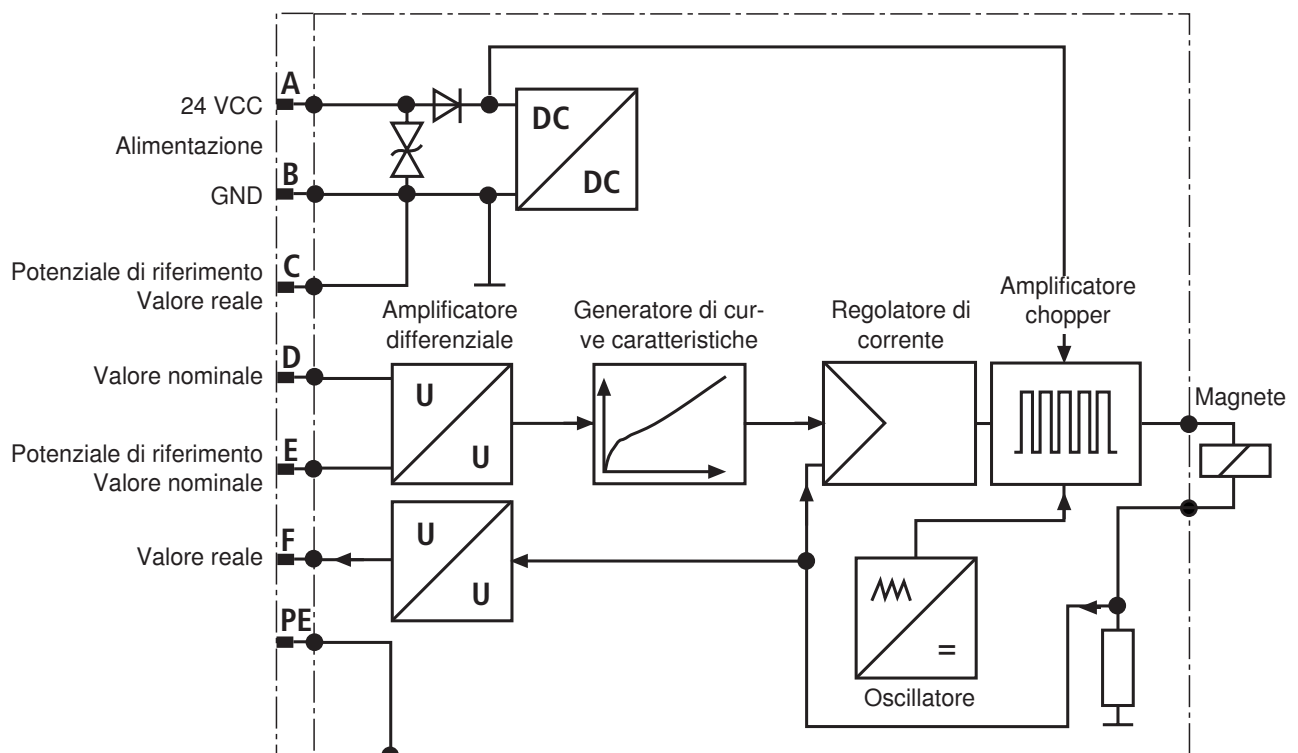 A
24 VCC
Alimentazione
B
GND
DC
DC
Potenziale di riferimento
Valore reale
C
Amplificatore
differenziale
Generatore di cur-
ve caratteristiche
Regolatore di
corrente
Amplificatore
chopper
Valore nominale
D
U
U
Magnete
Potenziale di riferimento
Valore nominale
E
Valore reale
F
U
U
=
PE
Oscillatore